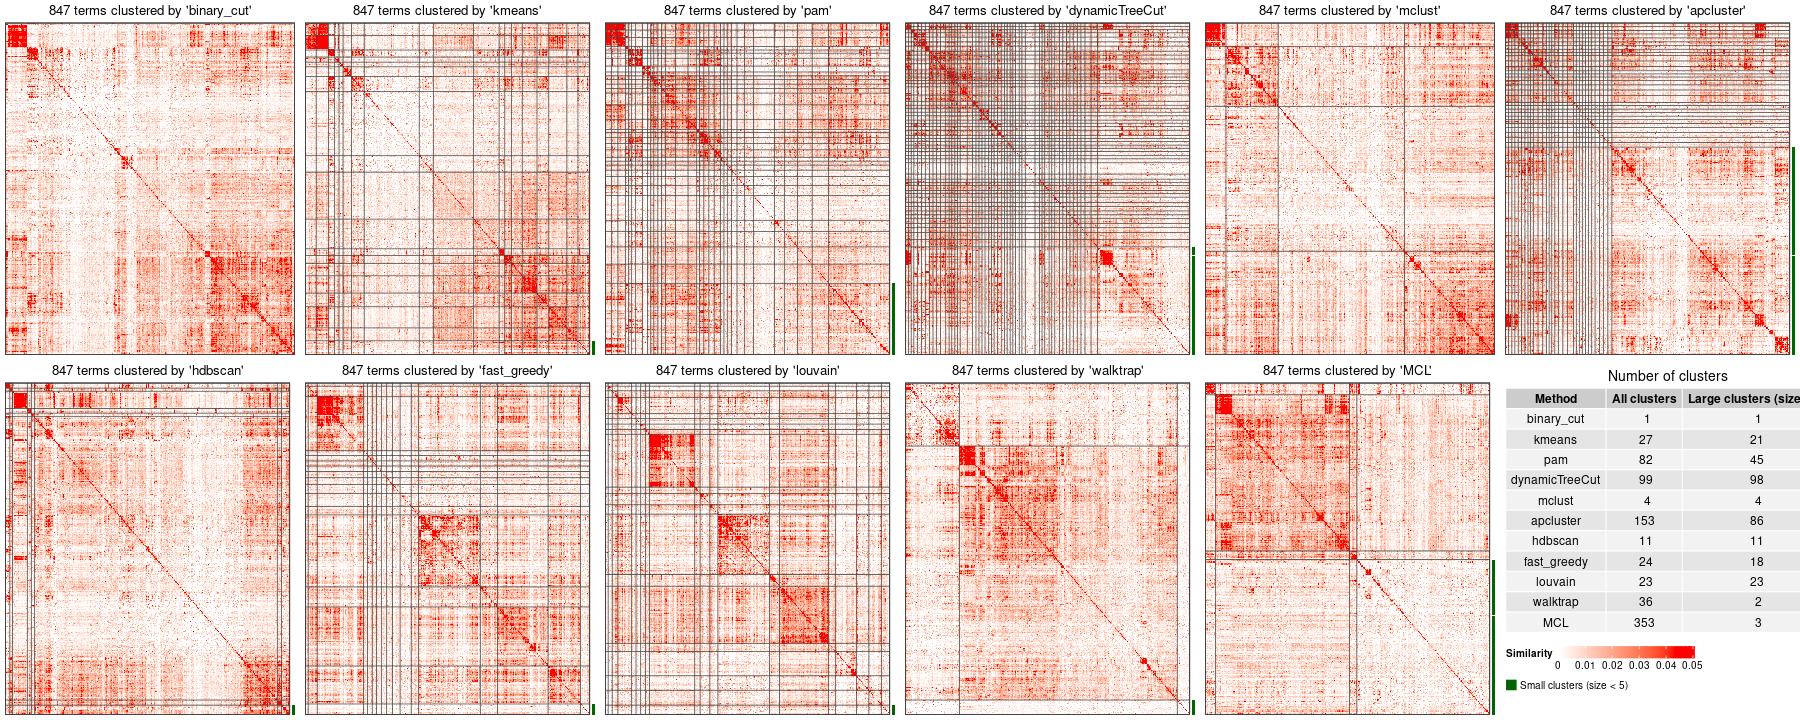 847 terms clustered by 'binary_cut'
847 terms clustered by 'kmeans'
847 terms clustered by 'pam'
847 terms clustered by 'dynamicTreeCut'
847 terms clustered by 'mclust'
847 terms clustered by 'apcluster'
847 terms clustered by 'hdbscan'
847 terms clustered by 'fast_greedy'
847 terms clustered by 'louvain'
847 terms clustered by 'walktrap'
847 terms clustered by 'MCL'
Number of clusters
Method All clusters Large clusters (size
binary_cut 1 1
kmeans 27 21
pam 82 45
dynamicTreeCut 99 98
mclust 4 4
apcluster 153 86
hdbscan 11 11
fast_greedy 24 18
louvain 23 23
walktrap 36 2
MCL 353 3
Similarity
0 0.01 0.02 0.03 0.04 0.05
Small clusters (size < 5)